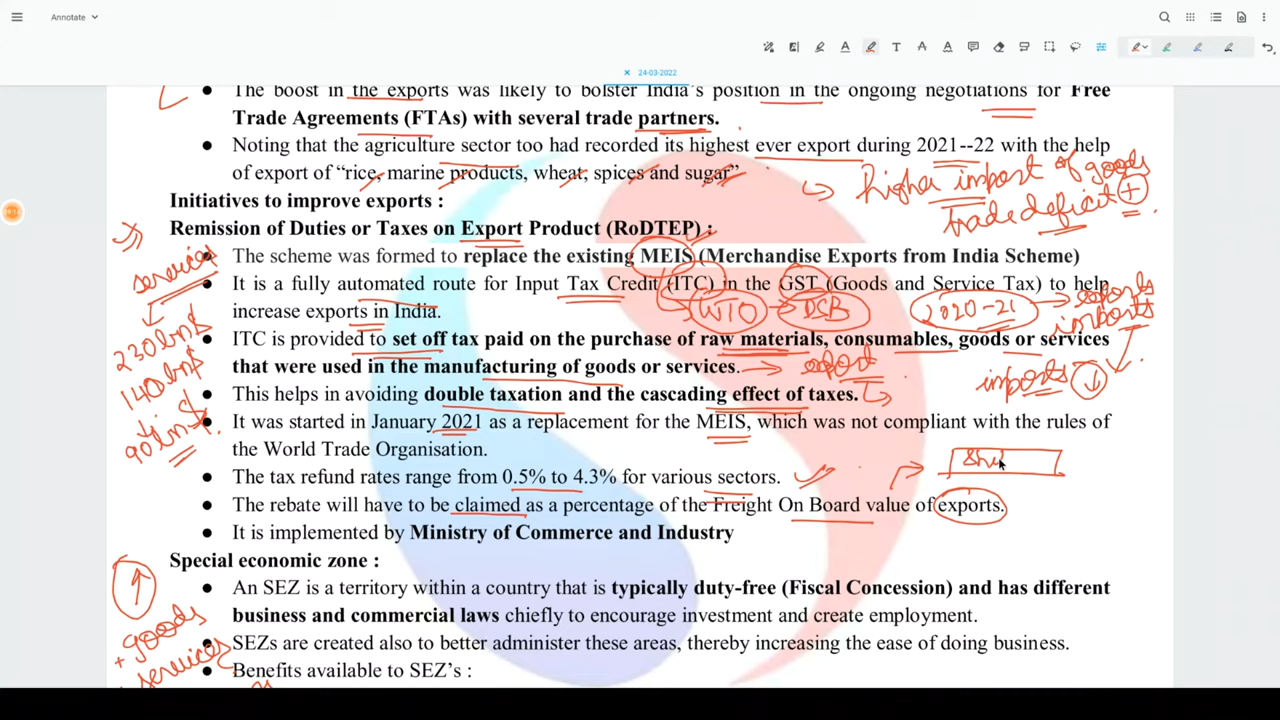 Annotate
24-03-2022
● The boost in the exports was likely to bolster India's position in the ongoing negotiations for Free
Trade Agreements (FTAs) with several trade partners.
● Noting that the agriculture sector too had recorded its highest ever export during 2021--22 with the help
of export of “rice, marine products, wheat, spices and sugar”
higher import of goods
trade deficit +
Initiatives to improve exports :
Remission of Duties or Taxes on Export Product (RoDTEP) :
services
● The scheme was formed to replace the existing MEIS (Merchandise Exports from India Scheme)
● It is a fully automated route for Input Tax Credit (ITC) in the GST (Goods and Service Tax) to help
increase exports in India.
WTO → DSB
2020-21 → exports
imports
230bn$
● ITC is provided to set off tax paid on the purchase of raw materials, consumables, goods or services
that were used in the manufacturing of goods or services. → export
imports ↓
140bn$
● This helps in avoiding double taxation and the cascading effect of taxes.
90bn$
● It was started in January 2021 as a replacement for the MEIS, which was not compliant with the rules of
the World Trade Organisation.
● The tax refund rates range from 0.5% to 4.3% for various sectors.
● The rebate will have to be claimed as a percentage of the Freight On Board value of exports.
● It is implemented by Ministry of Commerce and Industry
Special economic zone :
● An SEZ is a territory within a country that is typically duty-free (Fiscal Concession) and has different
business and commercial laws chiefly to encourage investment and create employment.
↑
+ goods
services
● SEZs are created also to better administer these areas, thereby increasing the ease of doing business.
● Benefits available to SEZ's :